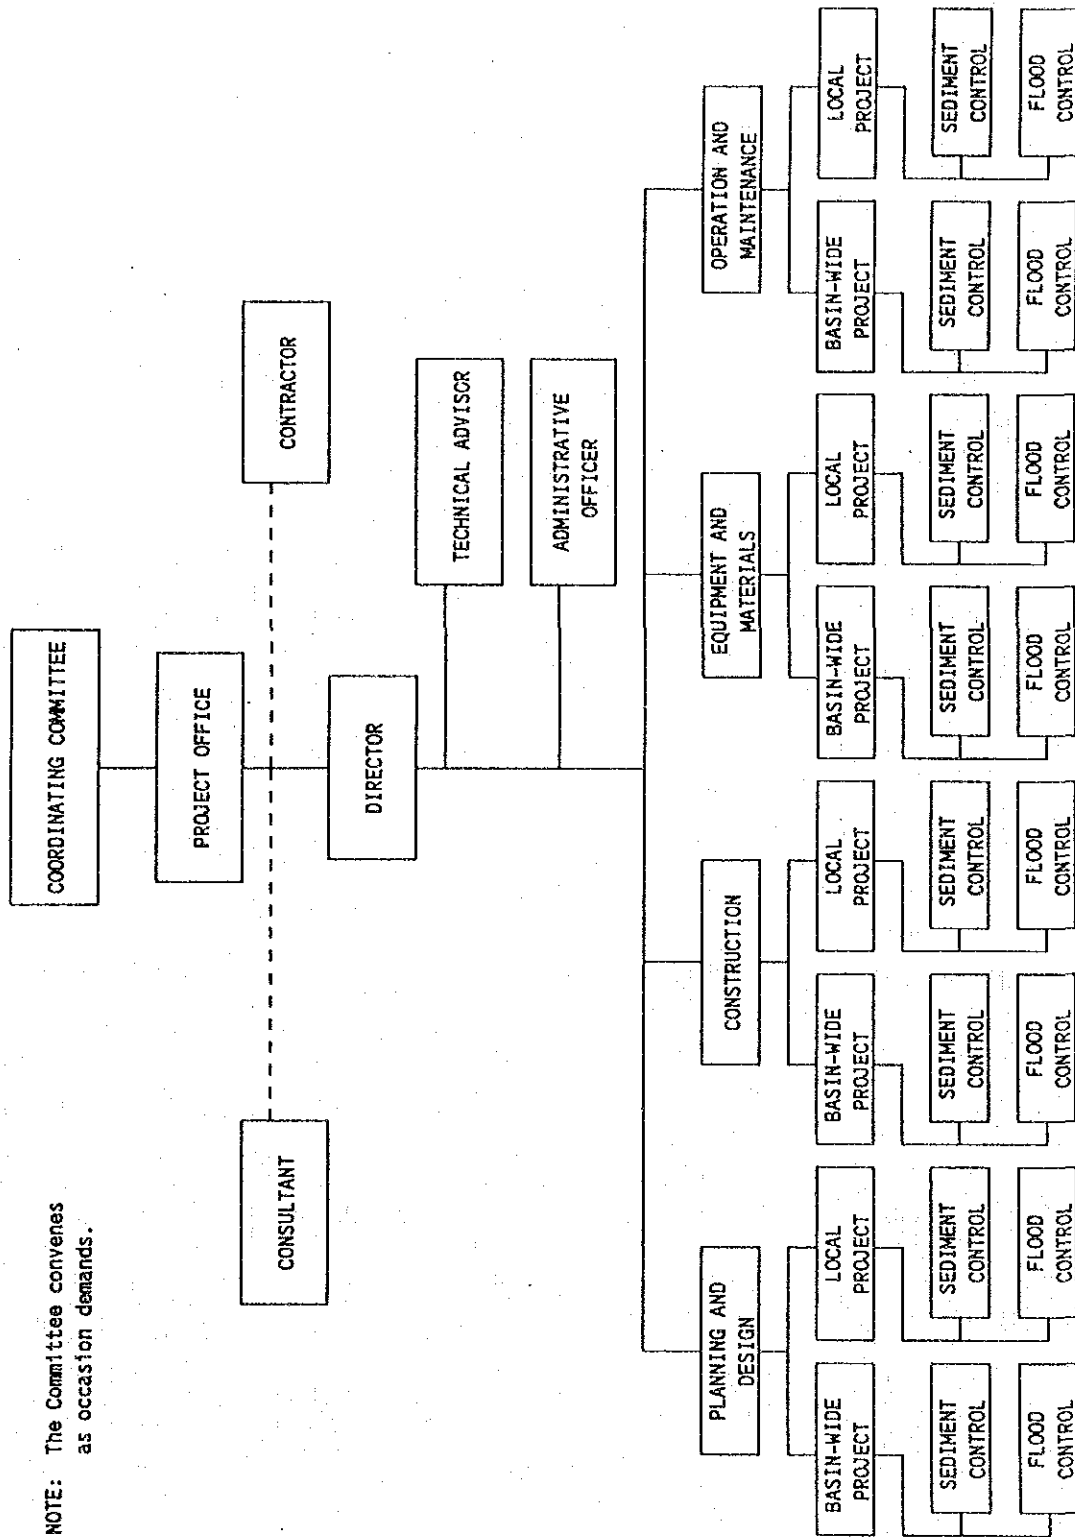 NOTE: The Committee convenes
as occasion demands.
COORDINATING COMMITTEE
PROJECT OFFICE
CONSULTANT
CONTRACTOR
DIRECTOR
TECHNICAL ADVISOR
ADMINISTRATIVE
OFFICER
PLANNING AND
DESIGN
CONSTRUCTION
EQUIPMENT AND
MATERIALS
OPERATION AND
MAINTENANCE
BASIN-WIDE
PROJECT
LOCAL
PROJECT
BASIN-WIDE
PROJECT
LOCAL
PROJECT
BASIN-WIDE
PROJECT
LOCAL
PROJECT
BASIN-WIDE
PROJECT
LOCAL
PROJECT
SEDIMENT
CONTROL
SEDIMENT
CONTROL
SEDIMENT
CONTROL
SEDIMENT
CONTROL
SEDIMENT
CONTROL
SEDIMENT
CONTROL
SEDIMENT
CONTROL
SEDIMENT
CONTROL
FLOOD
CONTROL
FLOOD
CONTROL
FLOOD
CONTROL
FLOOD
CONTROL
FLOOD
CONTROL
FLOOD
CONTROL
FLOOD
CONTROL
FLOOD
CONTROL